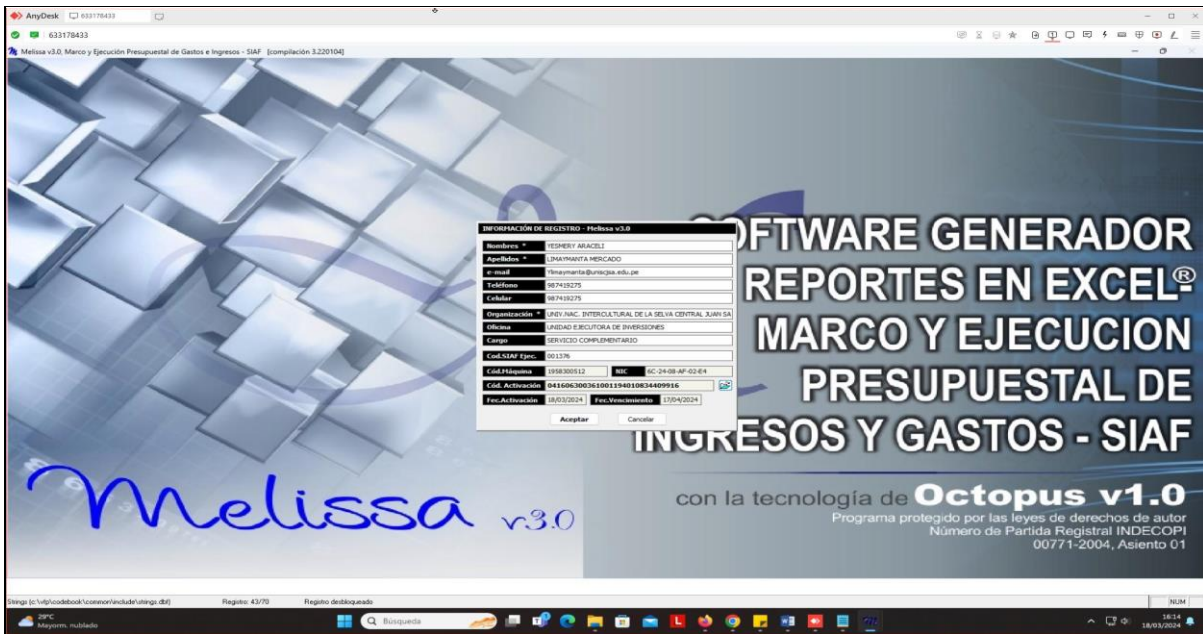 AnyDesk 633178433
633178433
Melissa v3.0, Marco y Ejecución Presupuestal de Gastos e Ingresos - SIAF [compilación 3.220104]
INFORMACIÓN DE REGISTRO - Melissa v3.0
Nombres * YESMERY ARACELI
Apellidos * LIMAYMANTA MERCADO
e-mail Ylimaymanta@uniscjsa.edu.pe
Teléfono 987419275
Celular 987419275
Organización * UNIV.NAC. INTERCULTURAL DE LA SELVA CENTRAL JUAN SA
Oficina UNIDAD EJECUTORA DE INVERSIONES
Cargo SERVICIO COMPLEMENTARIO
Cod.SIAF Ejec. 001376
Cód.Máquina 1958300512 NIC 6C-24-08-AF-02-E4
Cód. Activación 041606300361001194010834409916
Fec.Activación 18/03/2024 Fec.Vencimiento 17/04/2024
Aceptar Cancelar
OFTWARE GENERADOR
REPORTES EN EXCEL®
MARCO Y EJECUCION
PRESUPUESTAL DE
INGRESOS Y GASTOS - SIAF
Melissa v3.0
con la tecnología de Octopus v1.0
Programa protegido por las leyes de derechos de autor
Número de Partida Registral INDECOPI
00771-2004, Asiento 01
Strings (c:\vfp\codebook\common\include\strings.dbf) Registro: 43/70 Registro desbloqueado NUM
29°C
Mayorm. nublado
Búsqueda
16:14
18/03/2024